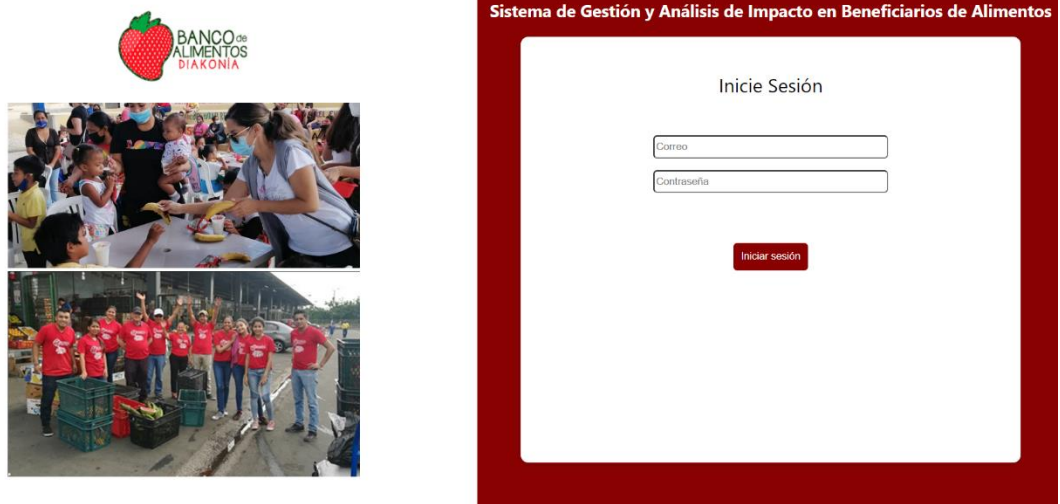 BANCO de
ALIMENTOS
DIAKONÍA
Sistema de Gestión y Análisis de Impacto en Beneficiarios de Alimentos
Inicie Sesión
Correo
Contraseña
Iniciar sesión